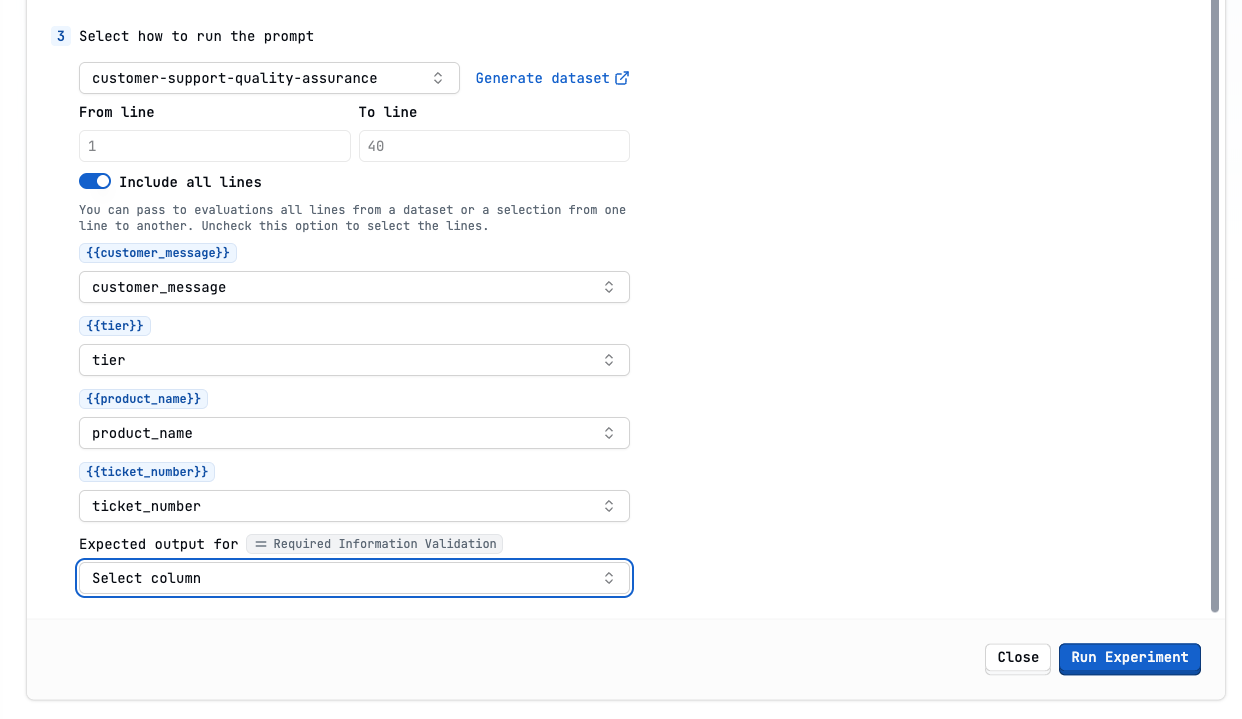 3 Select how to run the prompt
customer-support-quality-assurance Generate dataset
From line To line
1 40
Include all lines
You can pass to evaluations all lines from a dataset or a selection from one
line to another. Uncheck this option to select the lines.
{{customer_message}}
customer_message
{{tier}}
tier
{{product_name}}
product_name
{{ticket_number}}
ticket_number
Expected output for = Required Information Validation
Select column
Close Run Experiment